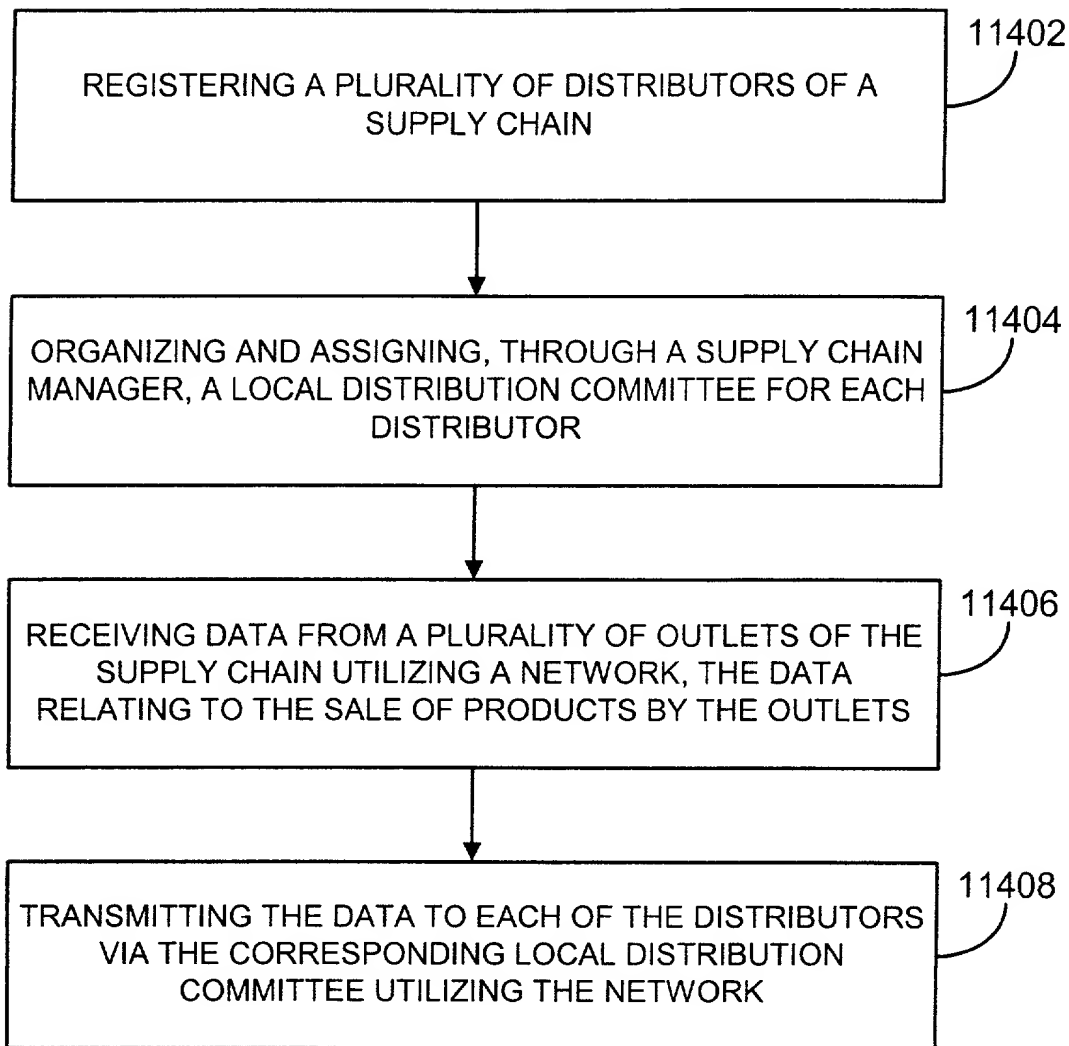 11402
REGISTERING A PLURALITY OF DISTRIBUTORS OF A
SUPPLY CHAIN
11404
ORGANIZING AND ASSIGNING, THROUGH A SUPPLY CHAIN
MANAGER, A LOCAL DISTRIBUTION COMMITTEE FOR EACH
DISTRIBUTOR
11406
RECEIVING DATA FROM A PLURALITY OF OUTLETS OF THE
SUPPLY CHAIN UTILIZING A NETWORK, THE DATA
RELATING TO THE SALE OF PRODUCTS BY THE OUTLETS
11408
TRANSMITTING THE DATA TO EACH OF THE DISTRIBUTORS
VIA THE CORRESPONDING LOCAL DISTRIBUTION
COMMITTEE UTILIZING THE NETWORK